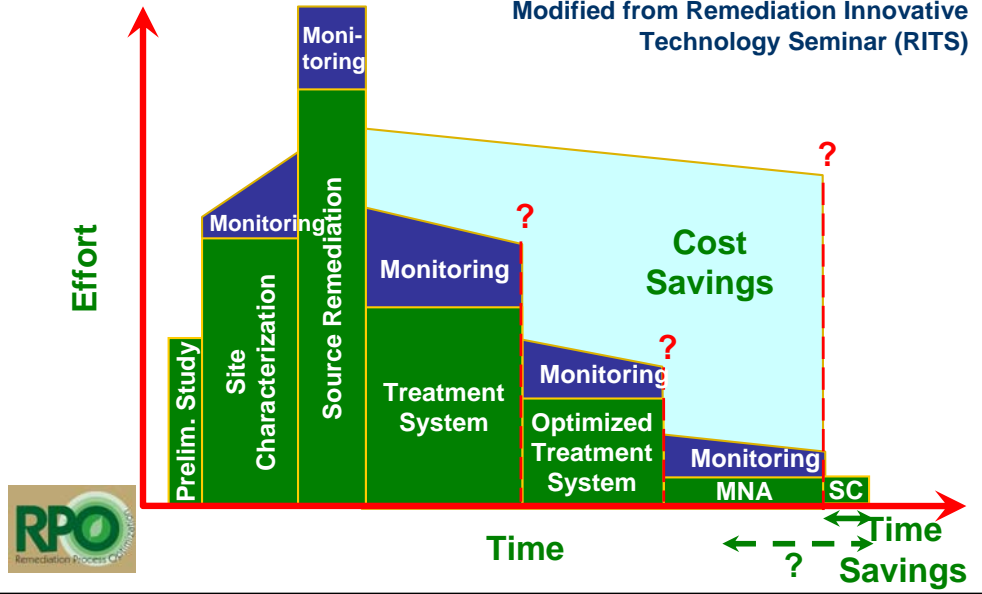 Modified from Remediation Innovative
Technology Seminar (RITS)
Effort
Prelim. Study
Monitoring
Site
Characterization
Moni-
toring
Source Remediation
Monitoring
Treatment
System
?
Monitoring
Optimized
Treatment
System
?
Cost
Savings
?
Monitoring
MNA
SC
Time
Time
Savings
?
RPO
Remediation Process Optimization